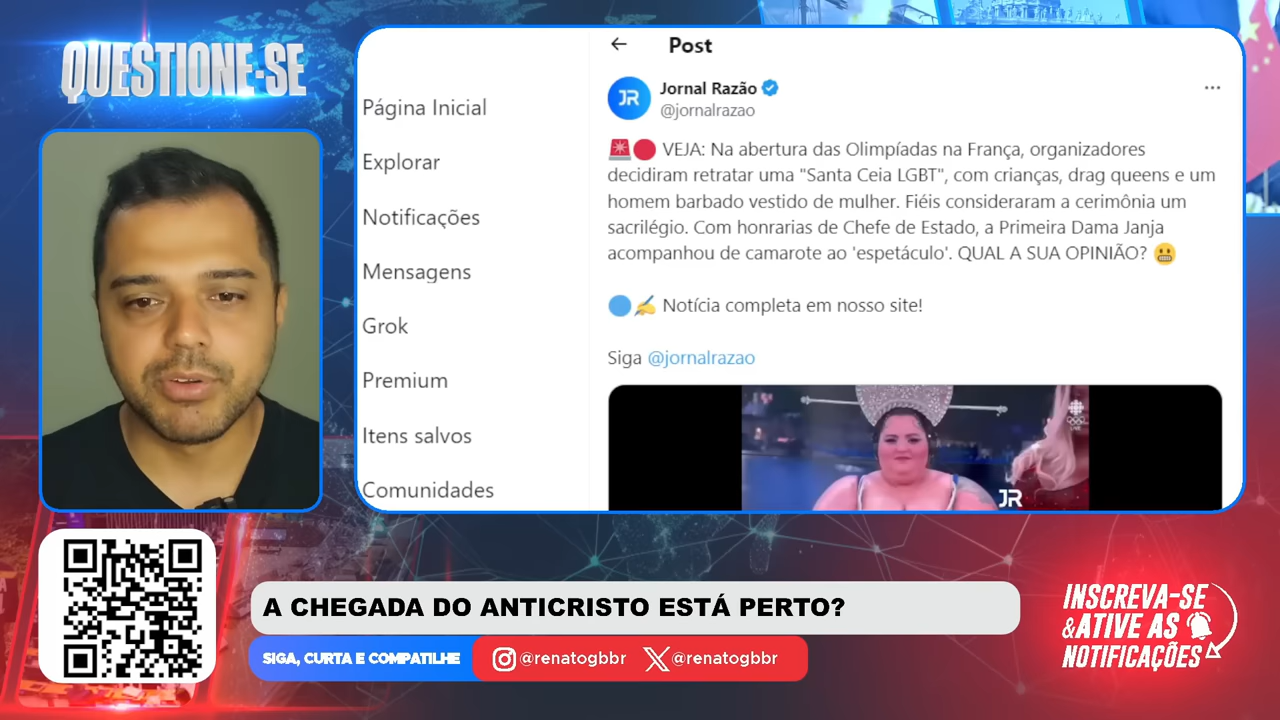 QUESTIONE-SE
Página Inicial
Explorar
Notificações
Mensagens
Grok
Premium
Itens salvos
Comunidades
← Post
JR
Jornal Razão
@jornalrazao
🚨🔴 VEJA: Na abertura das Olimpíadas na França, organizadores
decidiram retratar uma "Santa Ceia LGBT", com crianças, drag queens e um
homem barbado vestido de mulher. Fiéis consideraram a cerimônia um
sacrilégio. Com honrarias de Chefe de Estado, a Primeira Dama Janja
acompanhou de camarote ao 'espetáculo'. QUAL A SUA OPINIÃO? 😬
🔵✍️ Notícia completa em nosso site!
Siga @jornalrazao
JR
A CHEGADA DO ANTICRISTO ESTÁ PERTO?
SIGA, CURTA E COMPATILHE
@renatogbbr
@renatogbbr
INSCREVA-SE
&ATIVE AS
NOTIFICAÇÕES